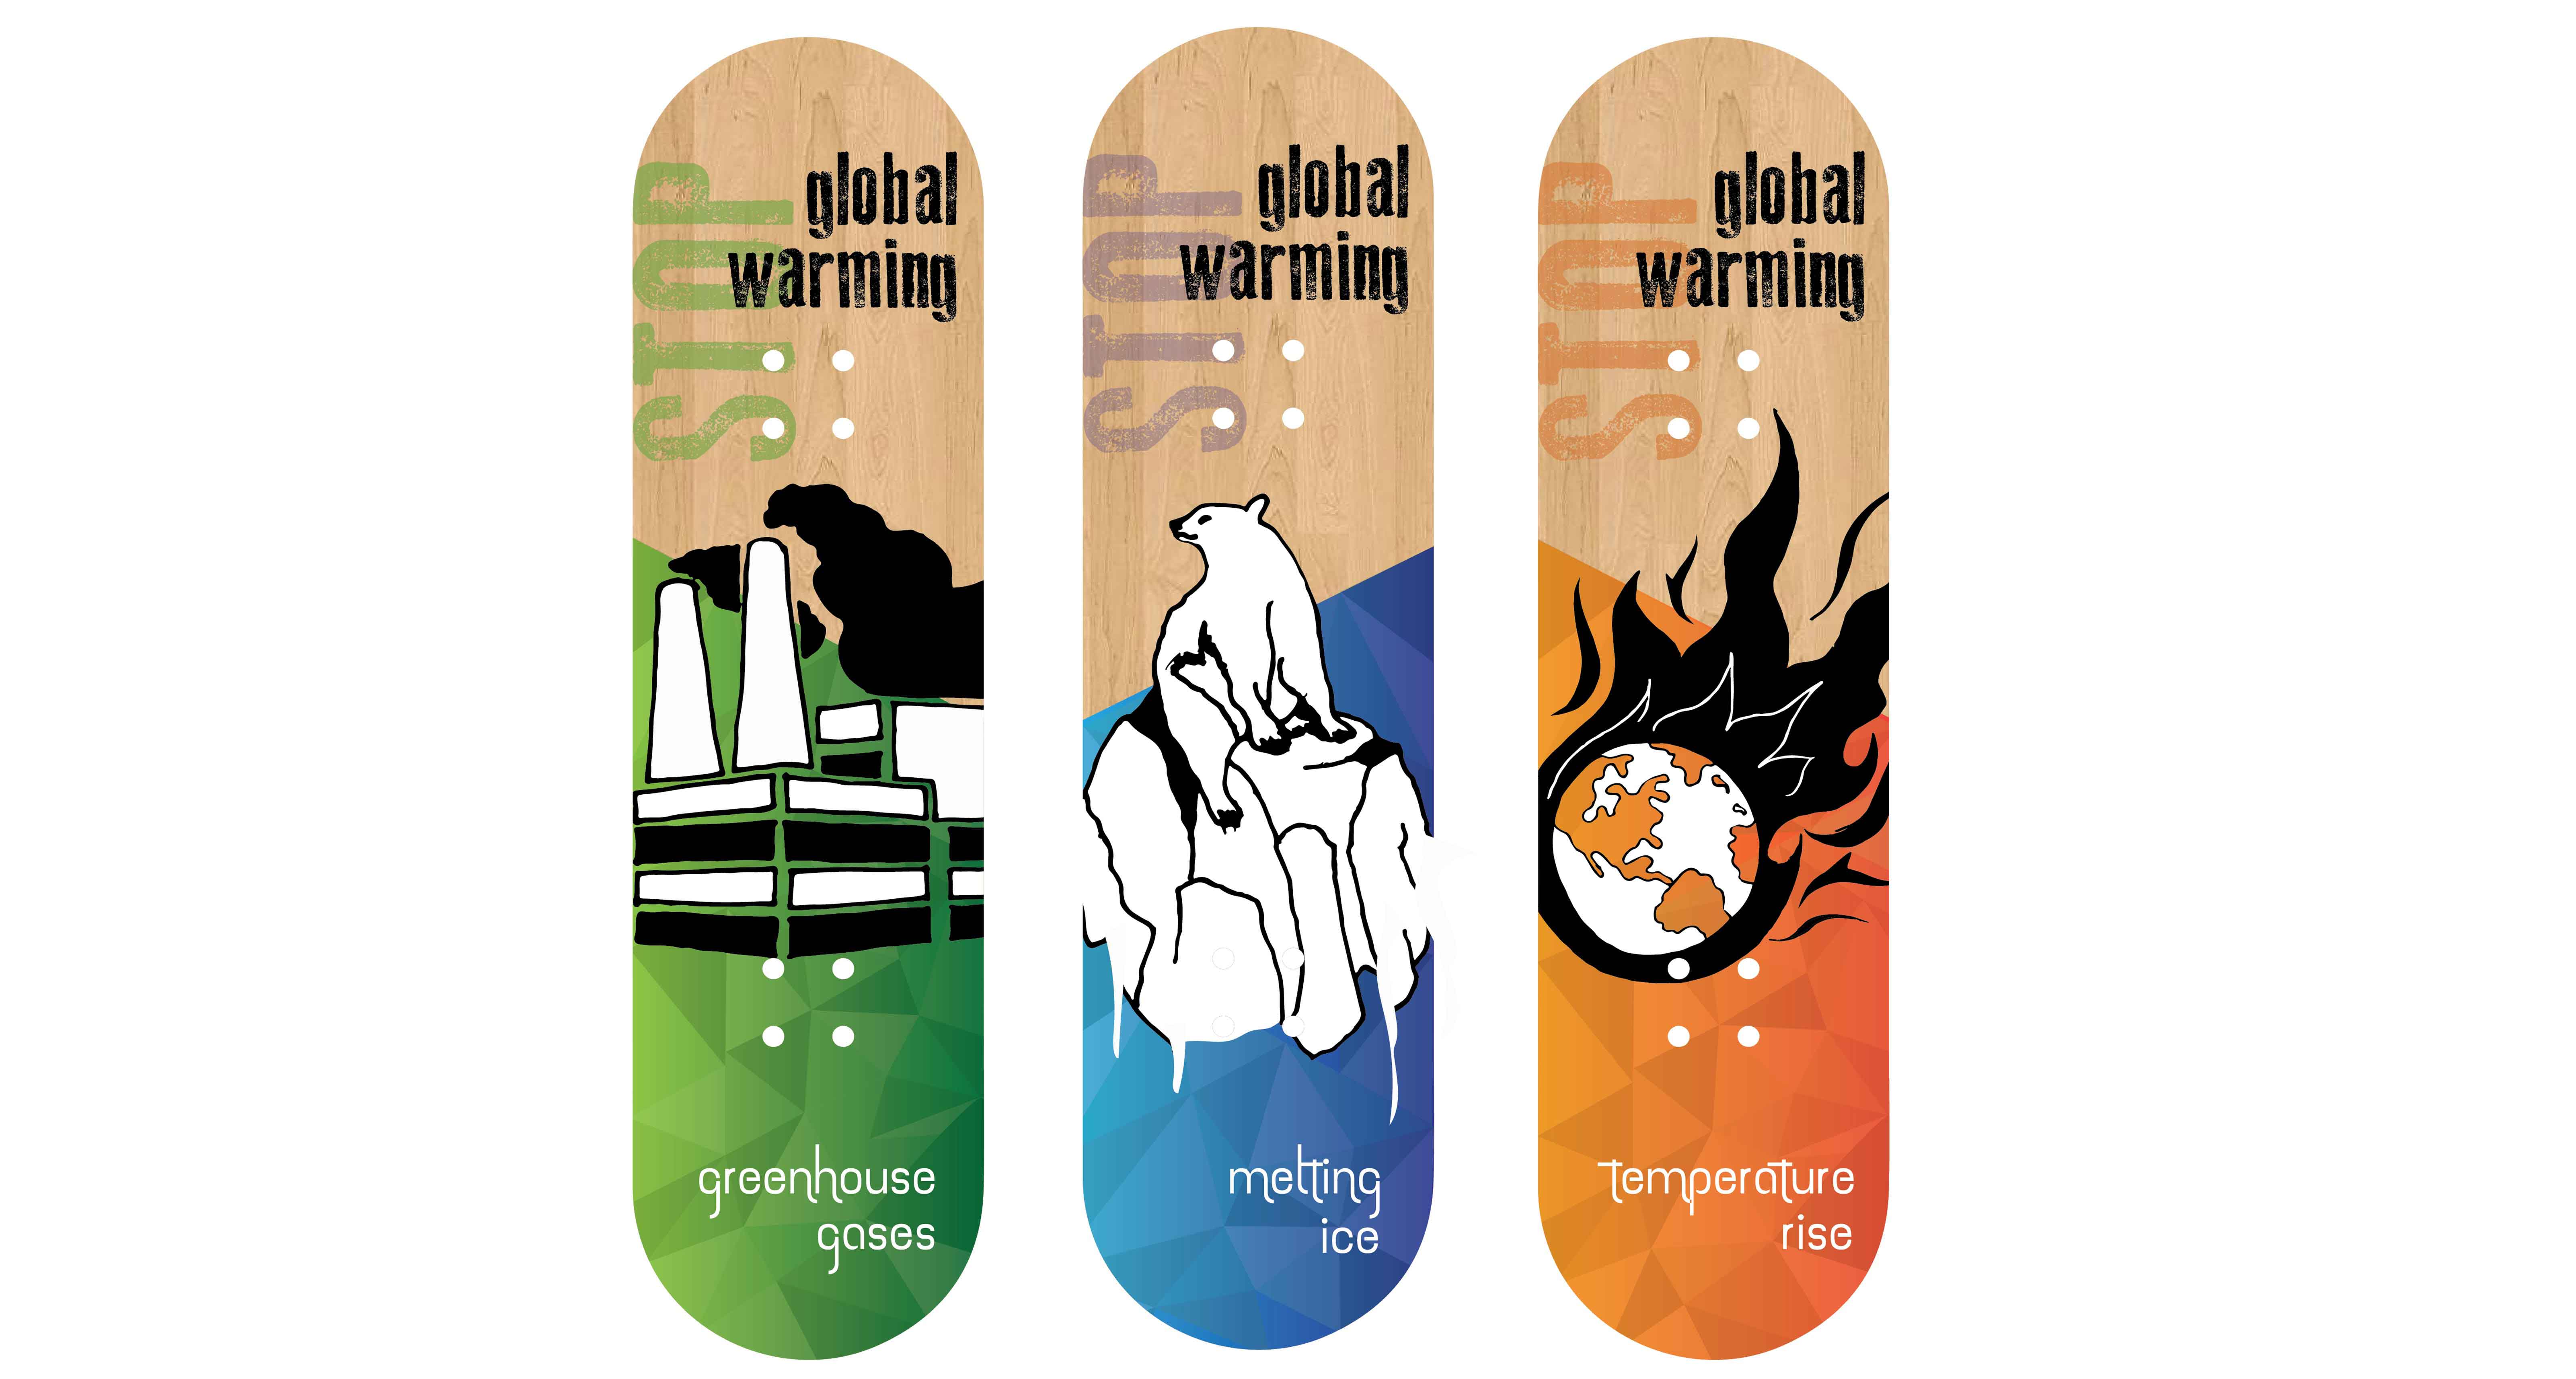 STOP
global
warming
greenhouse
gases
STOP
global
warming
melting
ice
STOP
global
warming
temperature
rise